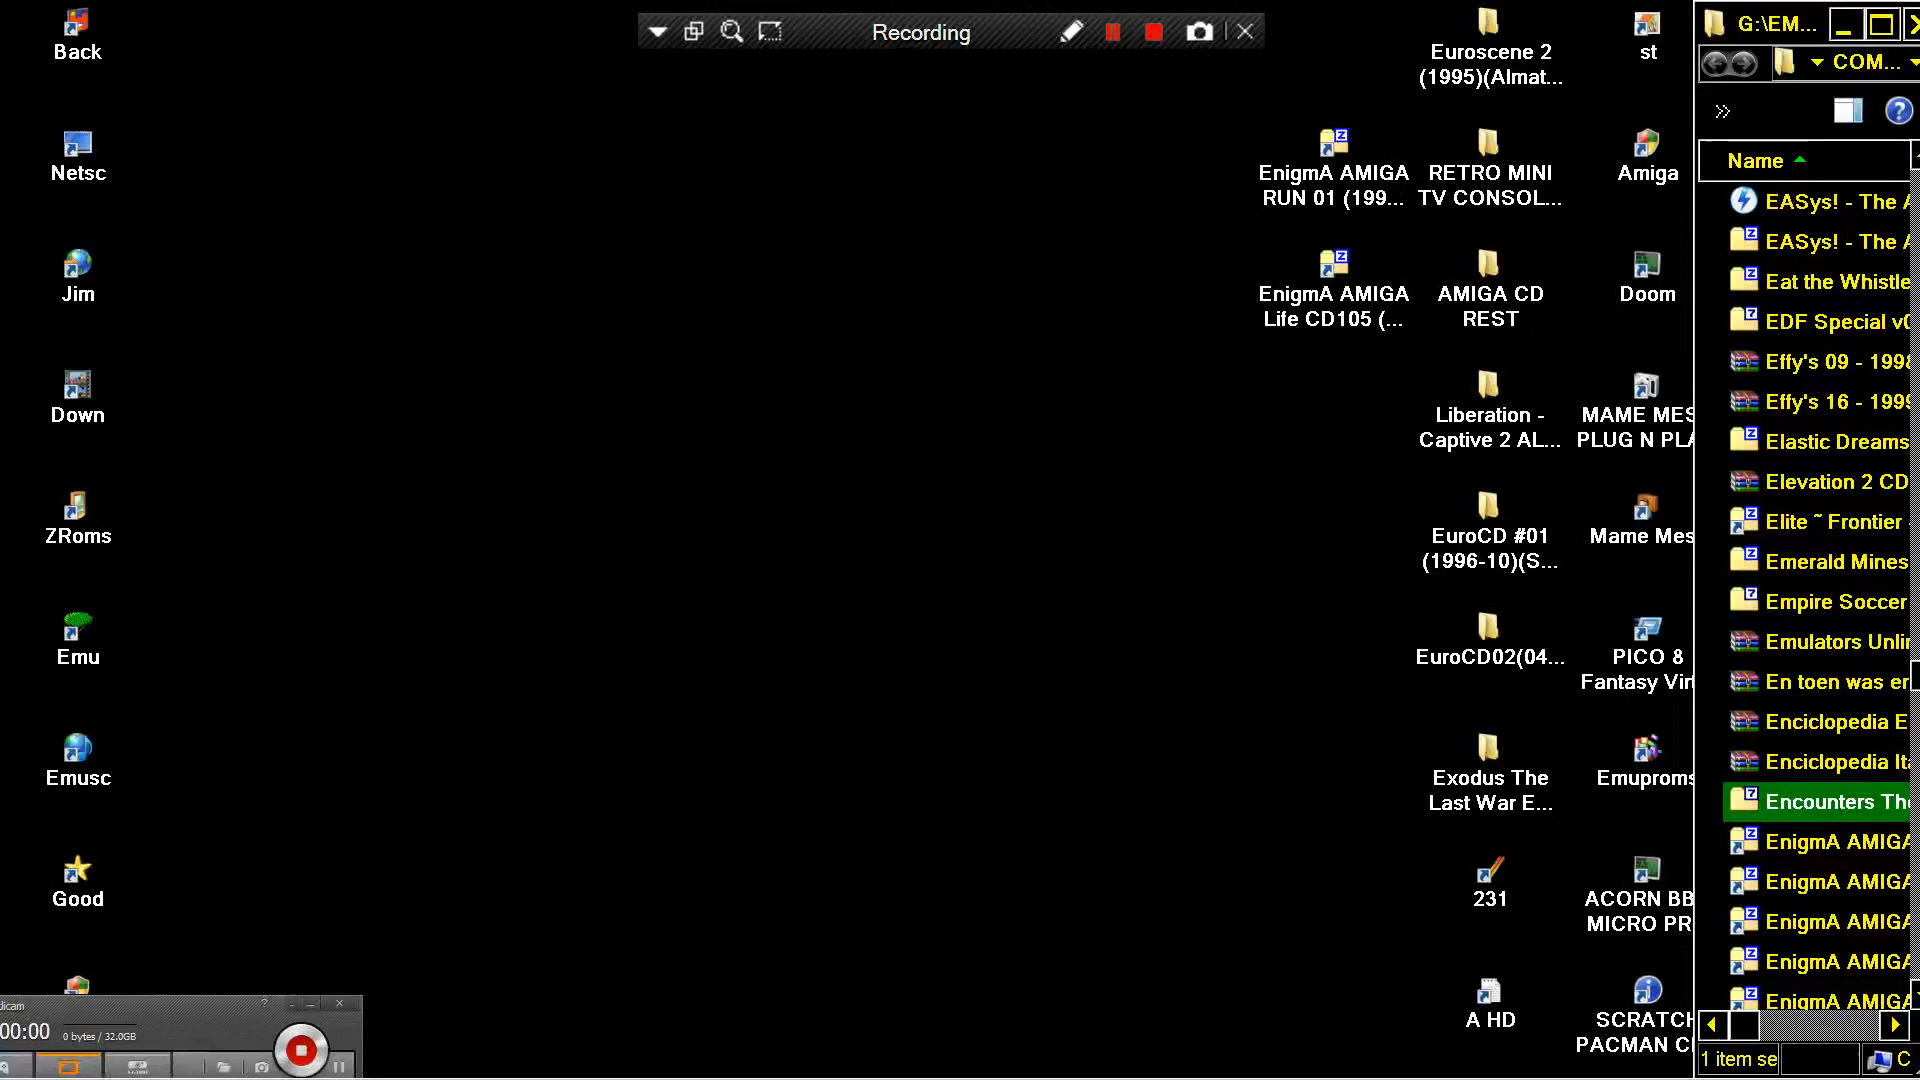 Back
Netsc
Jim
Down
ZRoms
Emu
Emusc
Good
dicam
00:00
0 bytes / 32.0GB
Recording
EnigmA AMIGA
RUN 01 (199...
EnigmA AMIGA
Life CD105 (...
Euroscene 2
(1995)(Almat...
RETRO MINI
TV CONSOL...
AMIGA CD
REST
Liberation -
Captive 2 AL...
EuroCD #01
(1996-10)(S...
EuroCD02(04...
Exodus The
Last War E...
231
A HD
st
Amiga
Doom
MAME MES
PLUG N PLA
Mame Mes
PICO 8
Fantasy Virt
Emuproms
ACORN BB
MICRO PR
SCRATCH
PACMAN C
G:\EM...
COM...
Name
EASys! - The A
EASys! - The A
Eat the Whistle
EDF Special v0
Effy's 09 - 1998
Effy's 16 - 1999
Elastic Dreams
Elevation 2 CD
Elite ~ Frontier
Emerald Mines
Empire Soccer
Emulators Unli
En toen was er
Enciclopedia E
Enciclopedia It
Encounters The
EnigmA AMIGA
EnigmA AMIGA
EnigmA AMIGA
EnigmA AMIGA
EnigmA AMIGA
1 item se
C